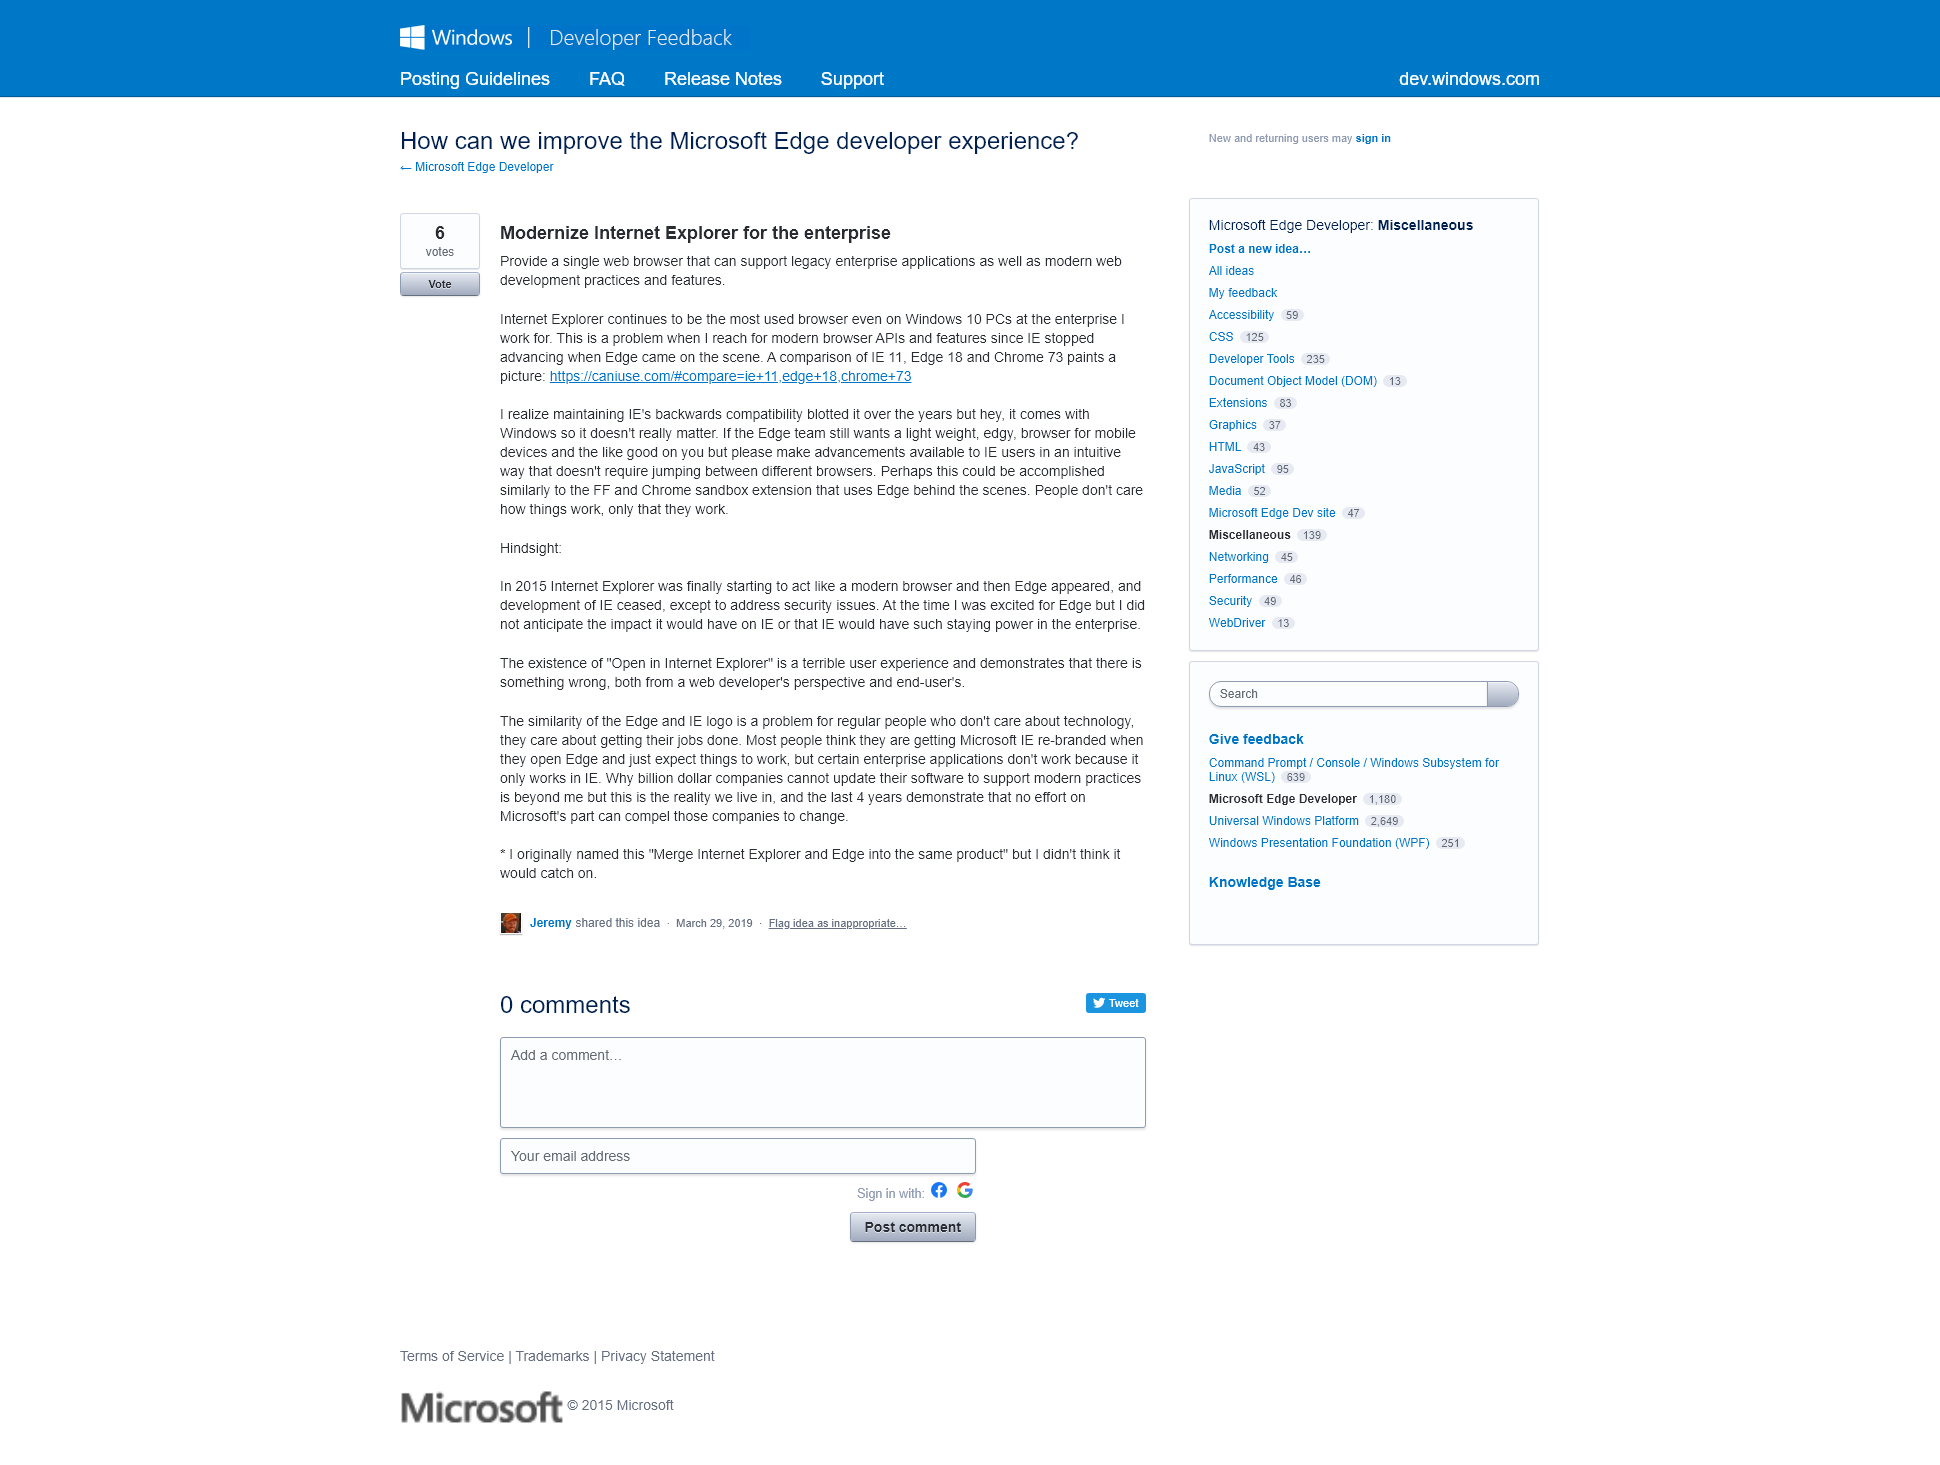 Windows | Developer Feedback
Posting Guidelines FAQ Release Notes Support dev.windows.com
How can we improve the Microsoft Edge developer experience?
← Microsoft Edge Developer
New and returning users may sign in
6
votes
Vote
Modernize Internet Explorer for the enterprise
Provide a single web browser that can support legacy enterprise applications as well as modern web
development practices and features.
Internet Explorer continues to be the most used browser even on Windows 10 PCs at the enterprise I
work for. This is a problem when I reach for modern browser APIs and features since IE stopped
advancing when Edge came on the scene. A comparison of IE 11, Edge 18 and Chrome 73 paints a
picture: https://caniuse.com/#compare=ie+11,edge+18,chrome+73
I realize maintaining IE's backwards compatibility blotted it over the years but hey, it comes with
Windows so it doesn't really matter. If the Edge team still wants a light weight, edgy, browser for mobile
devices and the like good on you but please make advancements available to IE users in an intuitive
way that doesn't require jumping between different browsers. Perhaps this could be accomplished
similarly to the FF and Chrome sandbox extension that uses Edge behind the scenes. People don't care
how things work, only that they work.
Hindsight:
In 2015 Internet Explorer was finally starting to act like a modern browser and then Edge appeared, and
development of IE ceased, except to address security issues. At the time I was excited for Edge but I did
not anticipate the impact it would have on IE or that IE would have such staying power in the enterprise.
The existence of "Open in Internet Explorer" is a terrible user experience and demonstrates that there is
something wrong, both from a web developer's perspective and end-user's.
The similarity of the Edge and IE logo is a problem for regular people who don't care about technology,
they care about getting their jobs done. Most people think they are getting Microsoft IE re-branded when
they open Edge and just expect things to work, but certain enterprise applications don't work because it
only works in IE. Why billion dollar companies cannot update their software to support modern practices
is beyond me but this is the reality we live in, and the last 4 years demonstrate that no effort on
Microsoft's part can compel those companies to change.
* I originally named this "Merge Internet Explorer and Edge into the same product" but I didn't think it
would catch on.
Jeremy shared this idea · March 29, 2019 · Flag idea as inappropriate…
0 comments
Tweet
Add a comment…
Your email address
Sign in with:
Post comment
Microsoft Edge Developer: Miscellaneous
Post a new idea…
All ideas
My feedback
Accessibility 59
CSS 125
Developer Tools 235
Document Object Model (DOM) 13
Extensions 83
Graphics 37
HTML 43
JavaScript 95
Media 52
Microsoft Edge Dev site 47
Miscellaneous 139
Networking 45
Performance 46
Security 49
WebDriver 13
Search
Give feedback
Command Prompt / Console / Windows Subsystem for
Linux (WSL) 639
Microsoft Edge Developer 1,180
Universal Windows Platform 2,649
Windows Presentation Foundation (WPF) 251
Knowledge Base
Terms of Service | Trademarks | Privacy Statement
Microsoft © 2015 Microsoft